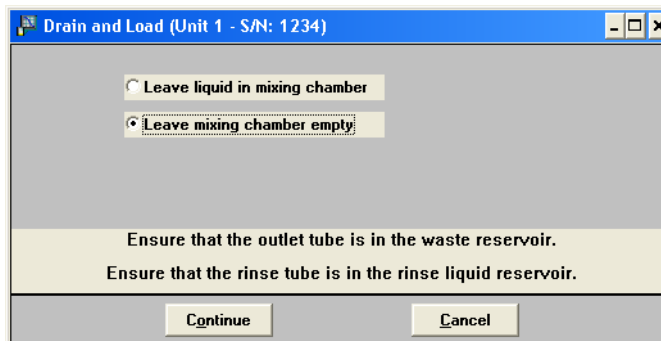 Drain and Load (Unit 1 - S/N: 1234)
Leave liquid in mixing chamber
Leave mixing chamber empty
Ensure that the outlet tube is in the waste reservoir.
Ensure that the rinse tube is in the rinse liquid reservoir.
Continue Cancel